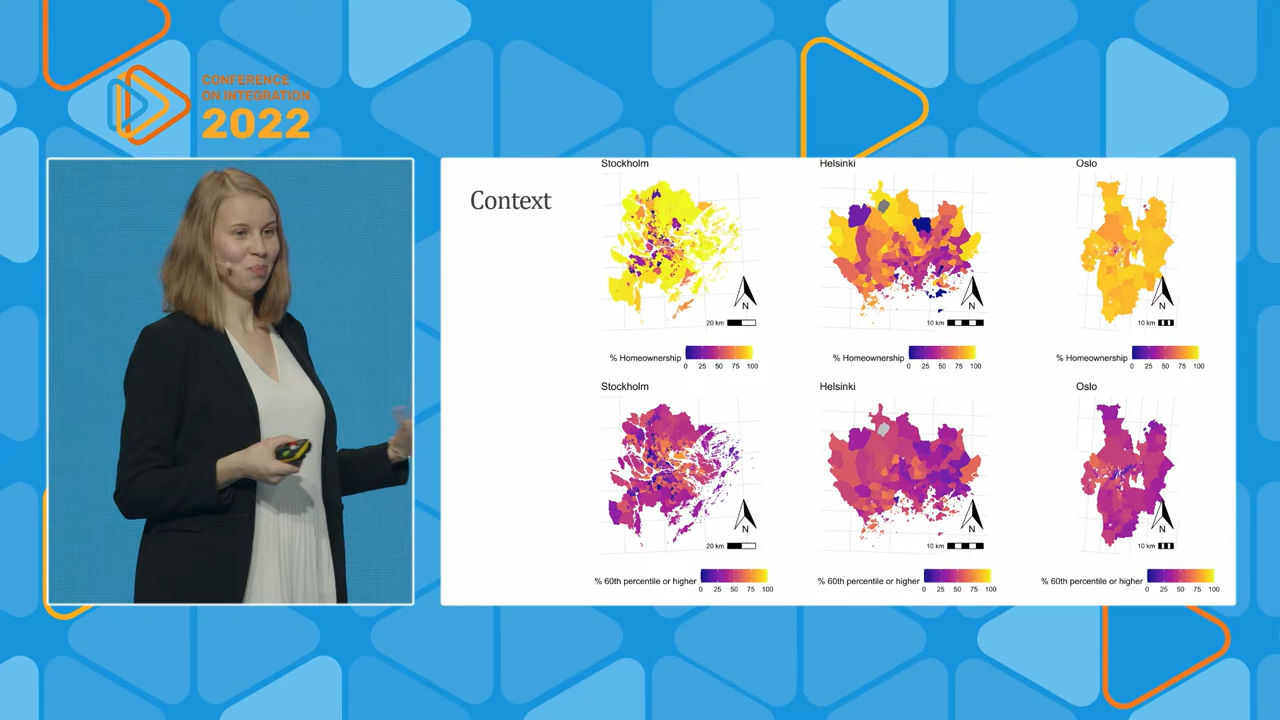 CONFERENCE
ON INTEGRATION
2022
Context
Stockholm
Helsinki
Oslo
N
N
N
20 km
10 km
10 km
% Homeownership
0 25 50 75 100
% Homeownership
0 25 50 75 100
% Homeownership
0 25 50 75 100
Stockholm
Helsinki
Oslo
N
N
N
20 km
10 km
10 km
% 60th percentile or higher
0 25 50 75 100
% 60th percentile or higher
0 25 50 75 100
% 60th percentile or higher
0 25 50 75 100